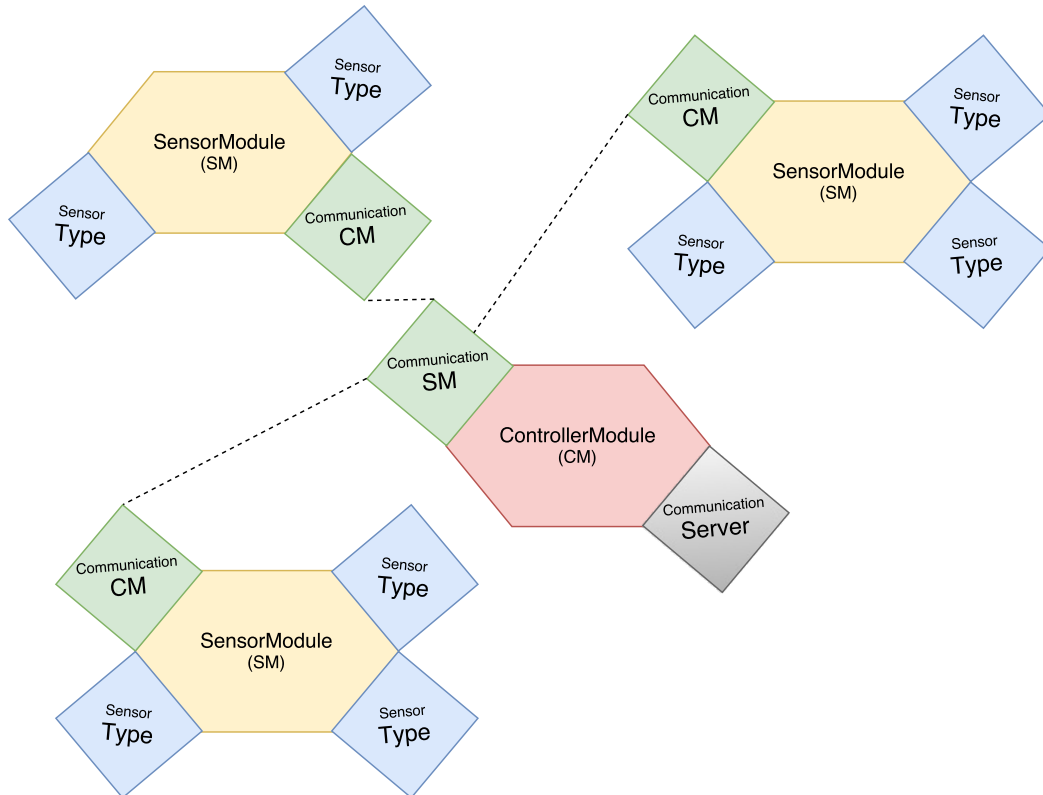 Sensor
Type
SensorModule
(SM)
Sensor
Type
Communication
CM
Communication
CM
Sensor
Type
SensorModule
(SM)
Sensor
Type
Sensor
Type
Communication
SM
ControllerModule
(CM)
Communication
Server
Communication
CM
Sensor
Type
SensorModule
(SM)
Sensor
Type
Sensor
Type